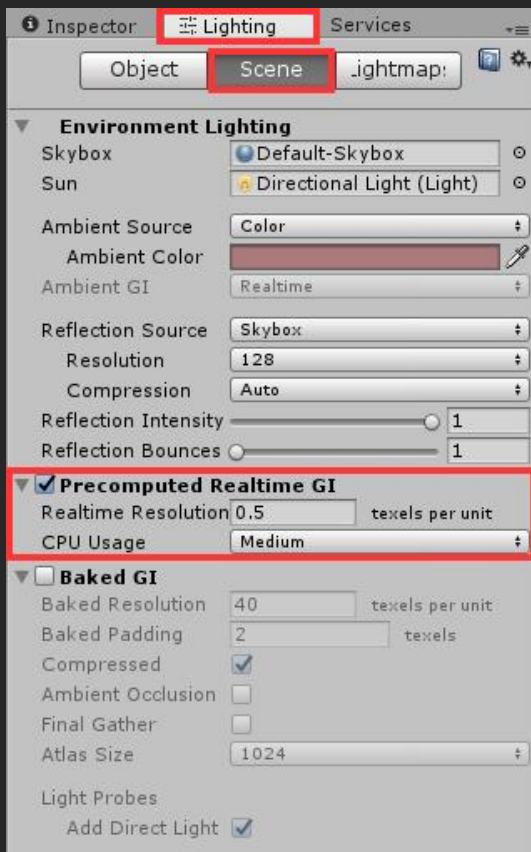 Inspector Lighting Services
Object Scene .ightmap:
Environment Lighting
Skybox Default-Skybox
Sun Directional Light (Light)
Ambient Source Color
Ambient Color
Ambient GI Realtime
Reflection Source Skybox
Resolution 128
Compression Auto
Reflection Intensity 1
Reflection Bounces 1
Precomputed Realtime GI
Realtime Resolution 0.5 texels per unit
CPU Usage Medium
Baked GI
Baked Resolution 40 texels per unit
Baked Padding 2 texels
Compressed
Ambient Occlusion
Final Gather
Atlas Size 1024
Light Probes
Add Direct Light